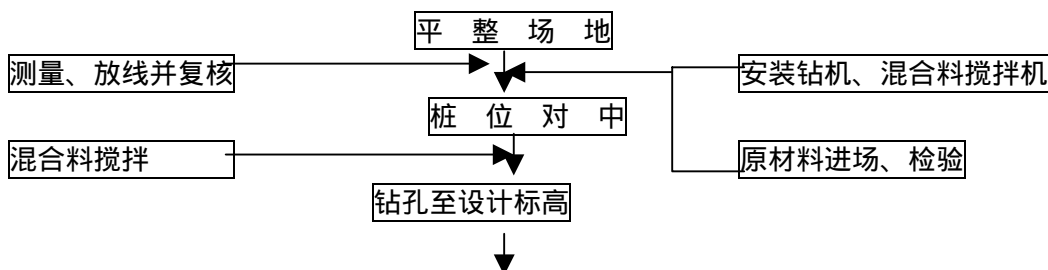 平 整 场 地
测量、放线并复核
安装钻机、混合料搅拌机
桩 位 对 中
混合料搅拌
原材料进场、检验
钻孔至设计标高